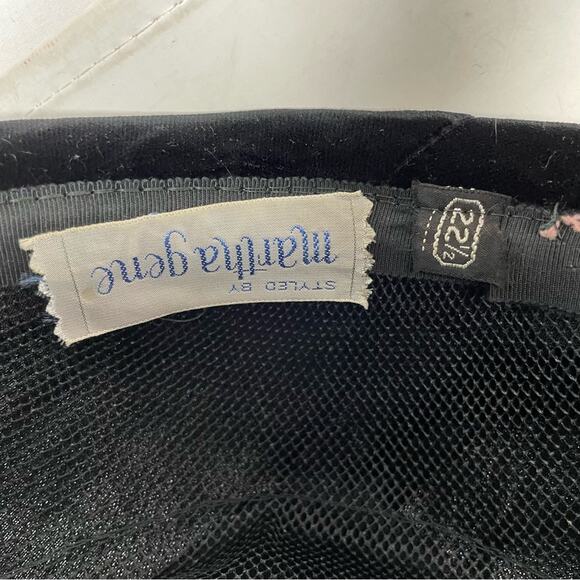 STYLED BY
martha gene
22½